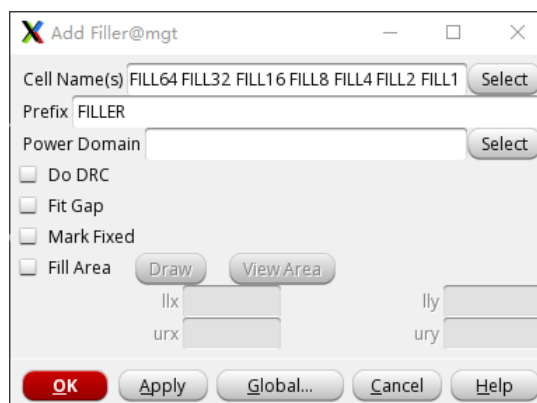 Add Filler@mgt
Cell Name(s) FILL64 FILL32 FILL16 FILL8 FILL4 FILL2 FILL1 Select
Prefix FILLER
Power Domain Select
Do DRC
Fit Gap
Mark Fixed
Fill Area Draw View Area
llx lly
urx ury
OK Apply Global... Cancel Help